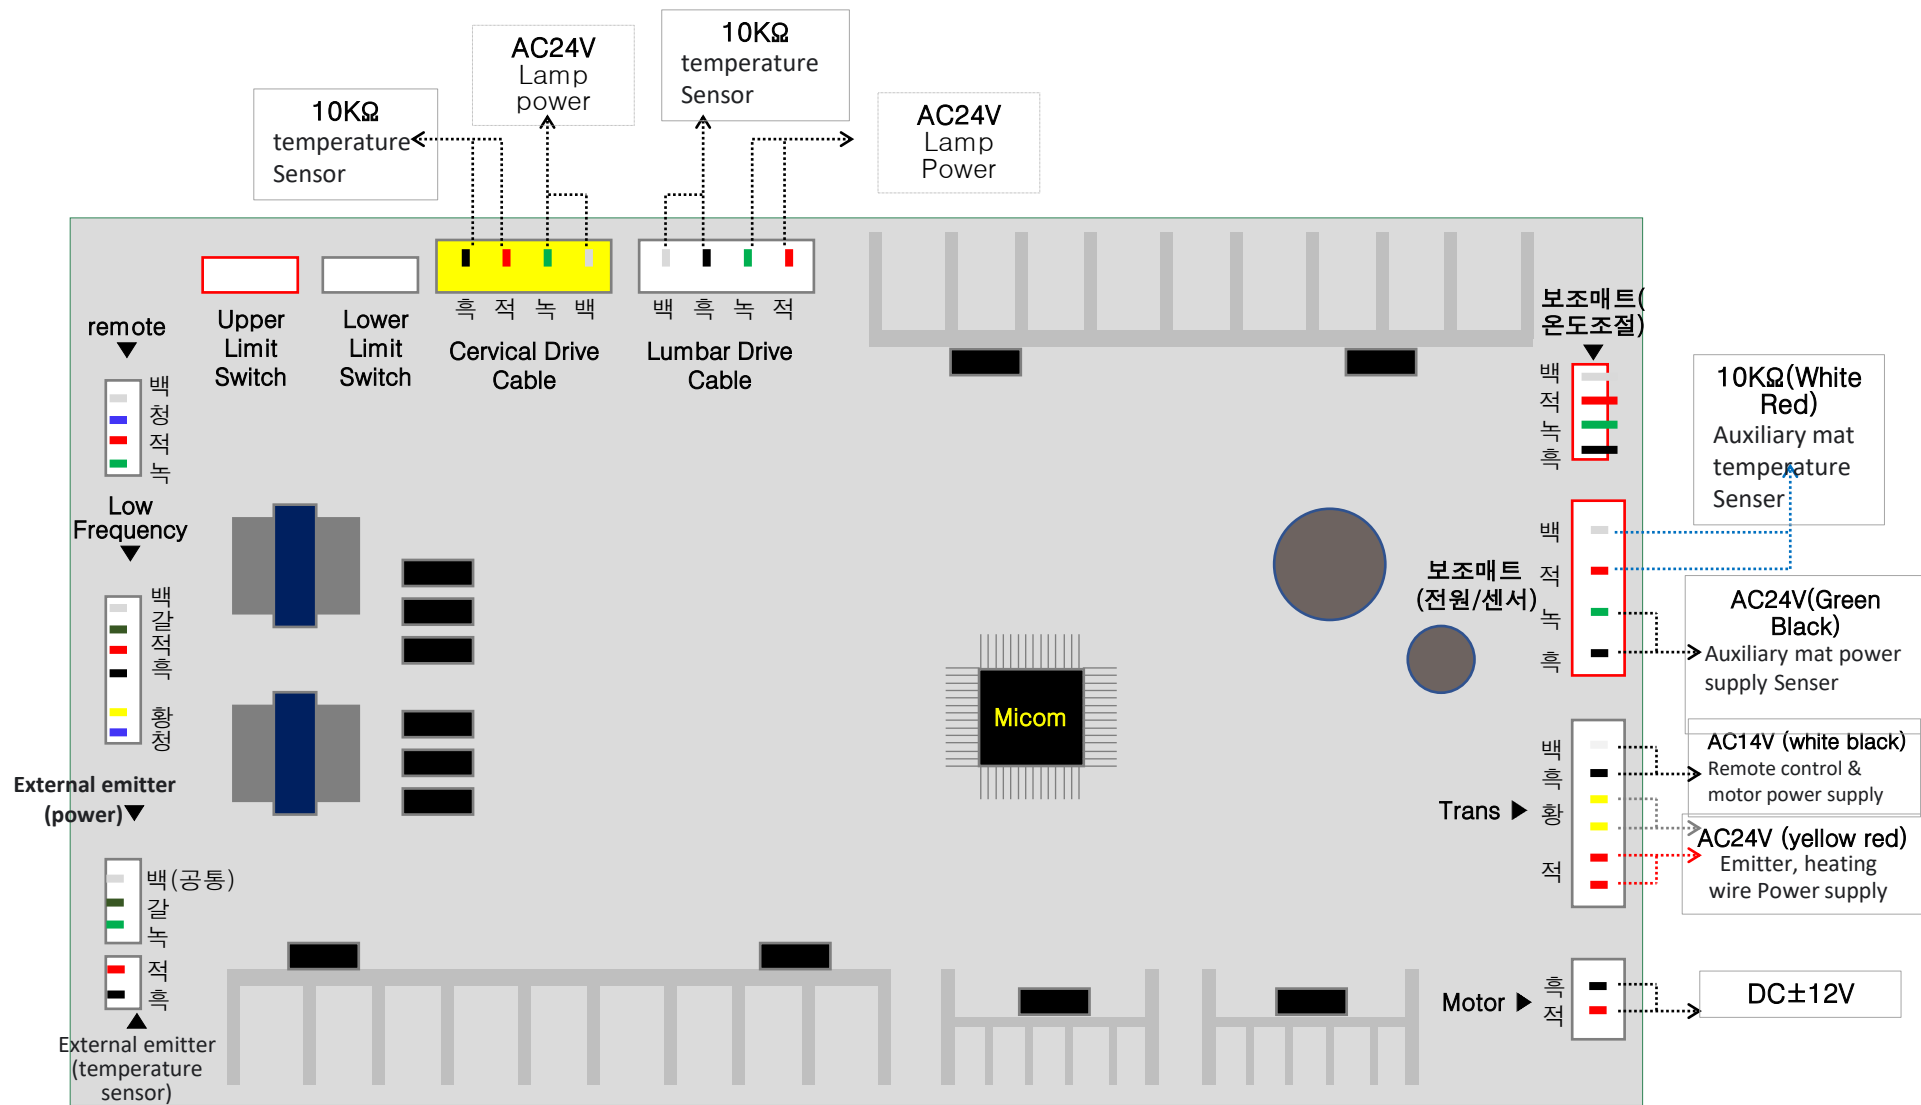 10KΩ
temperature
Sensor
AC24V
Lamp
power
10KΩ
temperature
Sensor
AC24V
Lamp
Power
흑 적 녹 백
Cervical Drive
Cable
백 흑 녹 적
Lumbar Drive
Cable
Upper
Limit
Switch
Lower
Limit
Switch
remote
백
청
적
녹
Low
Frequency
백
갈
적
흑
황
청
External emitter
(power)
백(공통)
갈
녹
적
흑
External emitter
(temperature
sensor)
Micom
보조매트(
온도조절)
백
적
녹
흑
10KΩ(White
Red)
Auxiliary mat
temperature
Senser
보조매트
(전원/센서)
백
적
녹
흑
AC24V(Green
Black)
Auxiliary mat power
supply Senser
Trans
백
흑
황
적
AC14V (white black)
Remote control &
motor power supply
AC24V (yellow red)
Emitter, heating
wire Power supply
Motor
흑
적
DC±12V